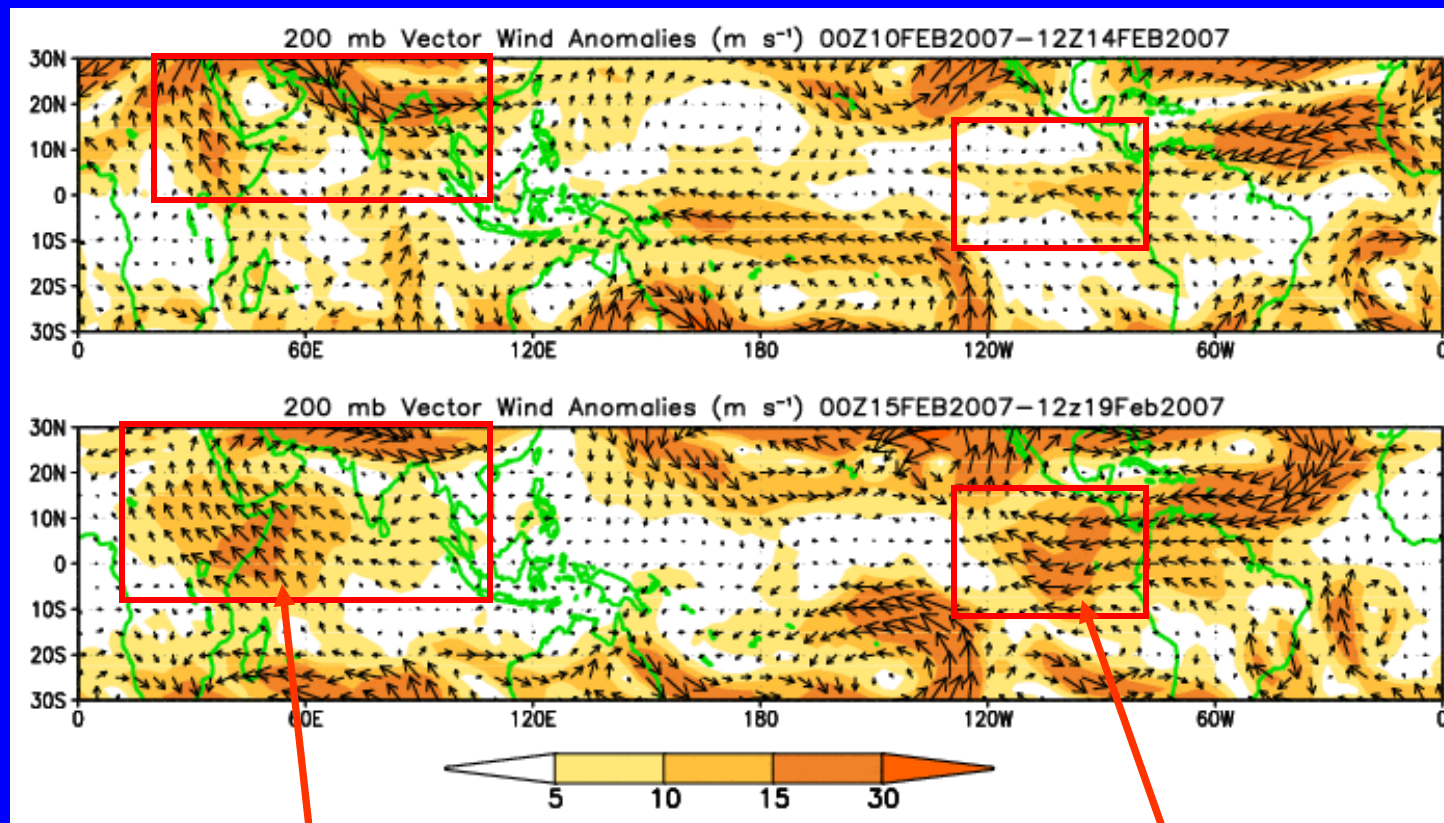 200 mb Vector Wind Anomalies (m s⁻¹) 00Z10FEB2007-12Z14FEB2007
30N
20N
10N
0
10S
20S
30S
0 60E 120E 180 120W 60W 0
200 mb Vector Wind Anomalies (m s⁻¹) 00Z15FEB2007-12z19Feb2007
30N
20N
10N
0
10S
20S
30S
0 60E 120E 180 120W 60W 0
5 10 15 30